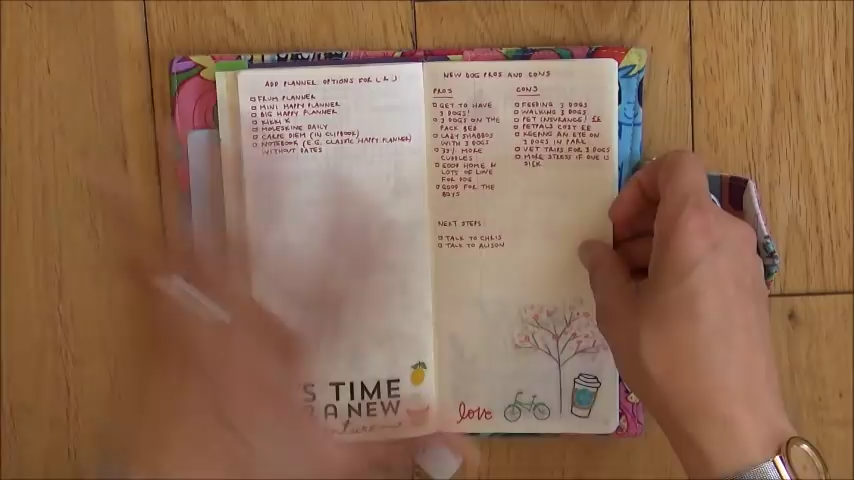 ADD PLANNER OPTIONS FOR
FILM PLANNER
MINI HAPPY PLANNER
BIG HAPPY PLANNER
KIKKI K
MOLESKINE DAILY
CARPE DIEM (IN CLIPBOOK)
NOTEBOOK (E.G. CLASSIC HAPPY PLANNER)
WITHOUT DATES
TIME
A NEW
NEW DOG PROS AND CONS
PROS
GET TO HAVE
3 DOGS!
3 DOGS ON THE
PACK BED
LAZY SHABBOS
WITH 3 DOGS
33% MORE
CUDDLES
GOOD HOME &
LOTS OF LOVE
FOR DOG
GOOD FOR THE
BOYS
CONS
FEEDING 3 DOGS
WALKING 3 DOGS
PET INSURANCE! ££
PETPALS COST ££
KEEPING AN EYE ON
3 DOGS IN PARK
VET TRIPS FOR 3 DOGS
MORE STRESS IF ONE IS
SICK
NEXT STEPS:
TALK TO CHRIS
TALK TO ALISON
love